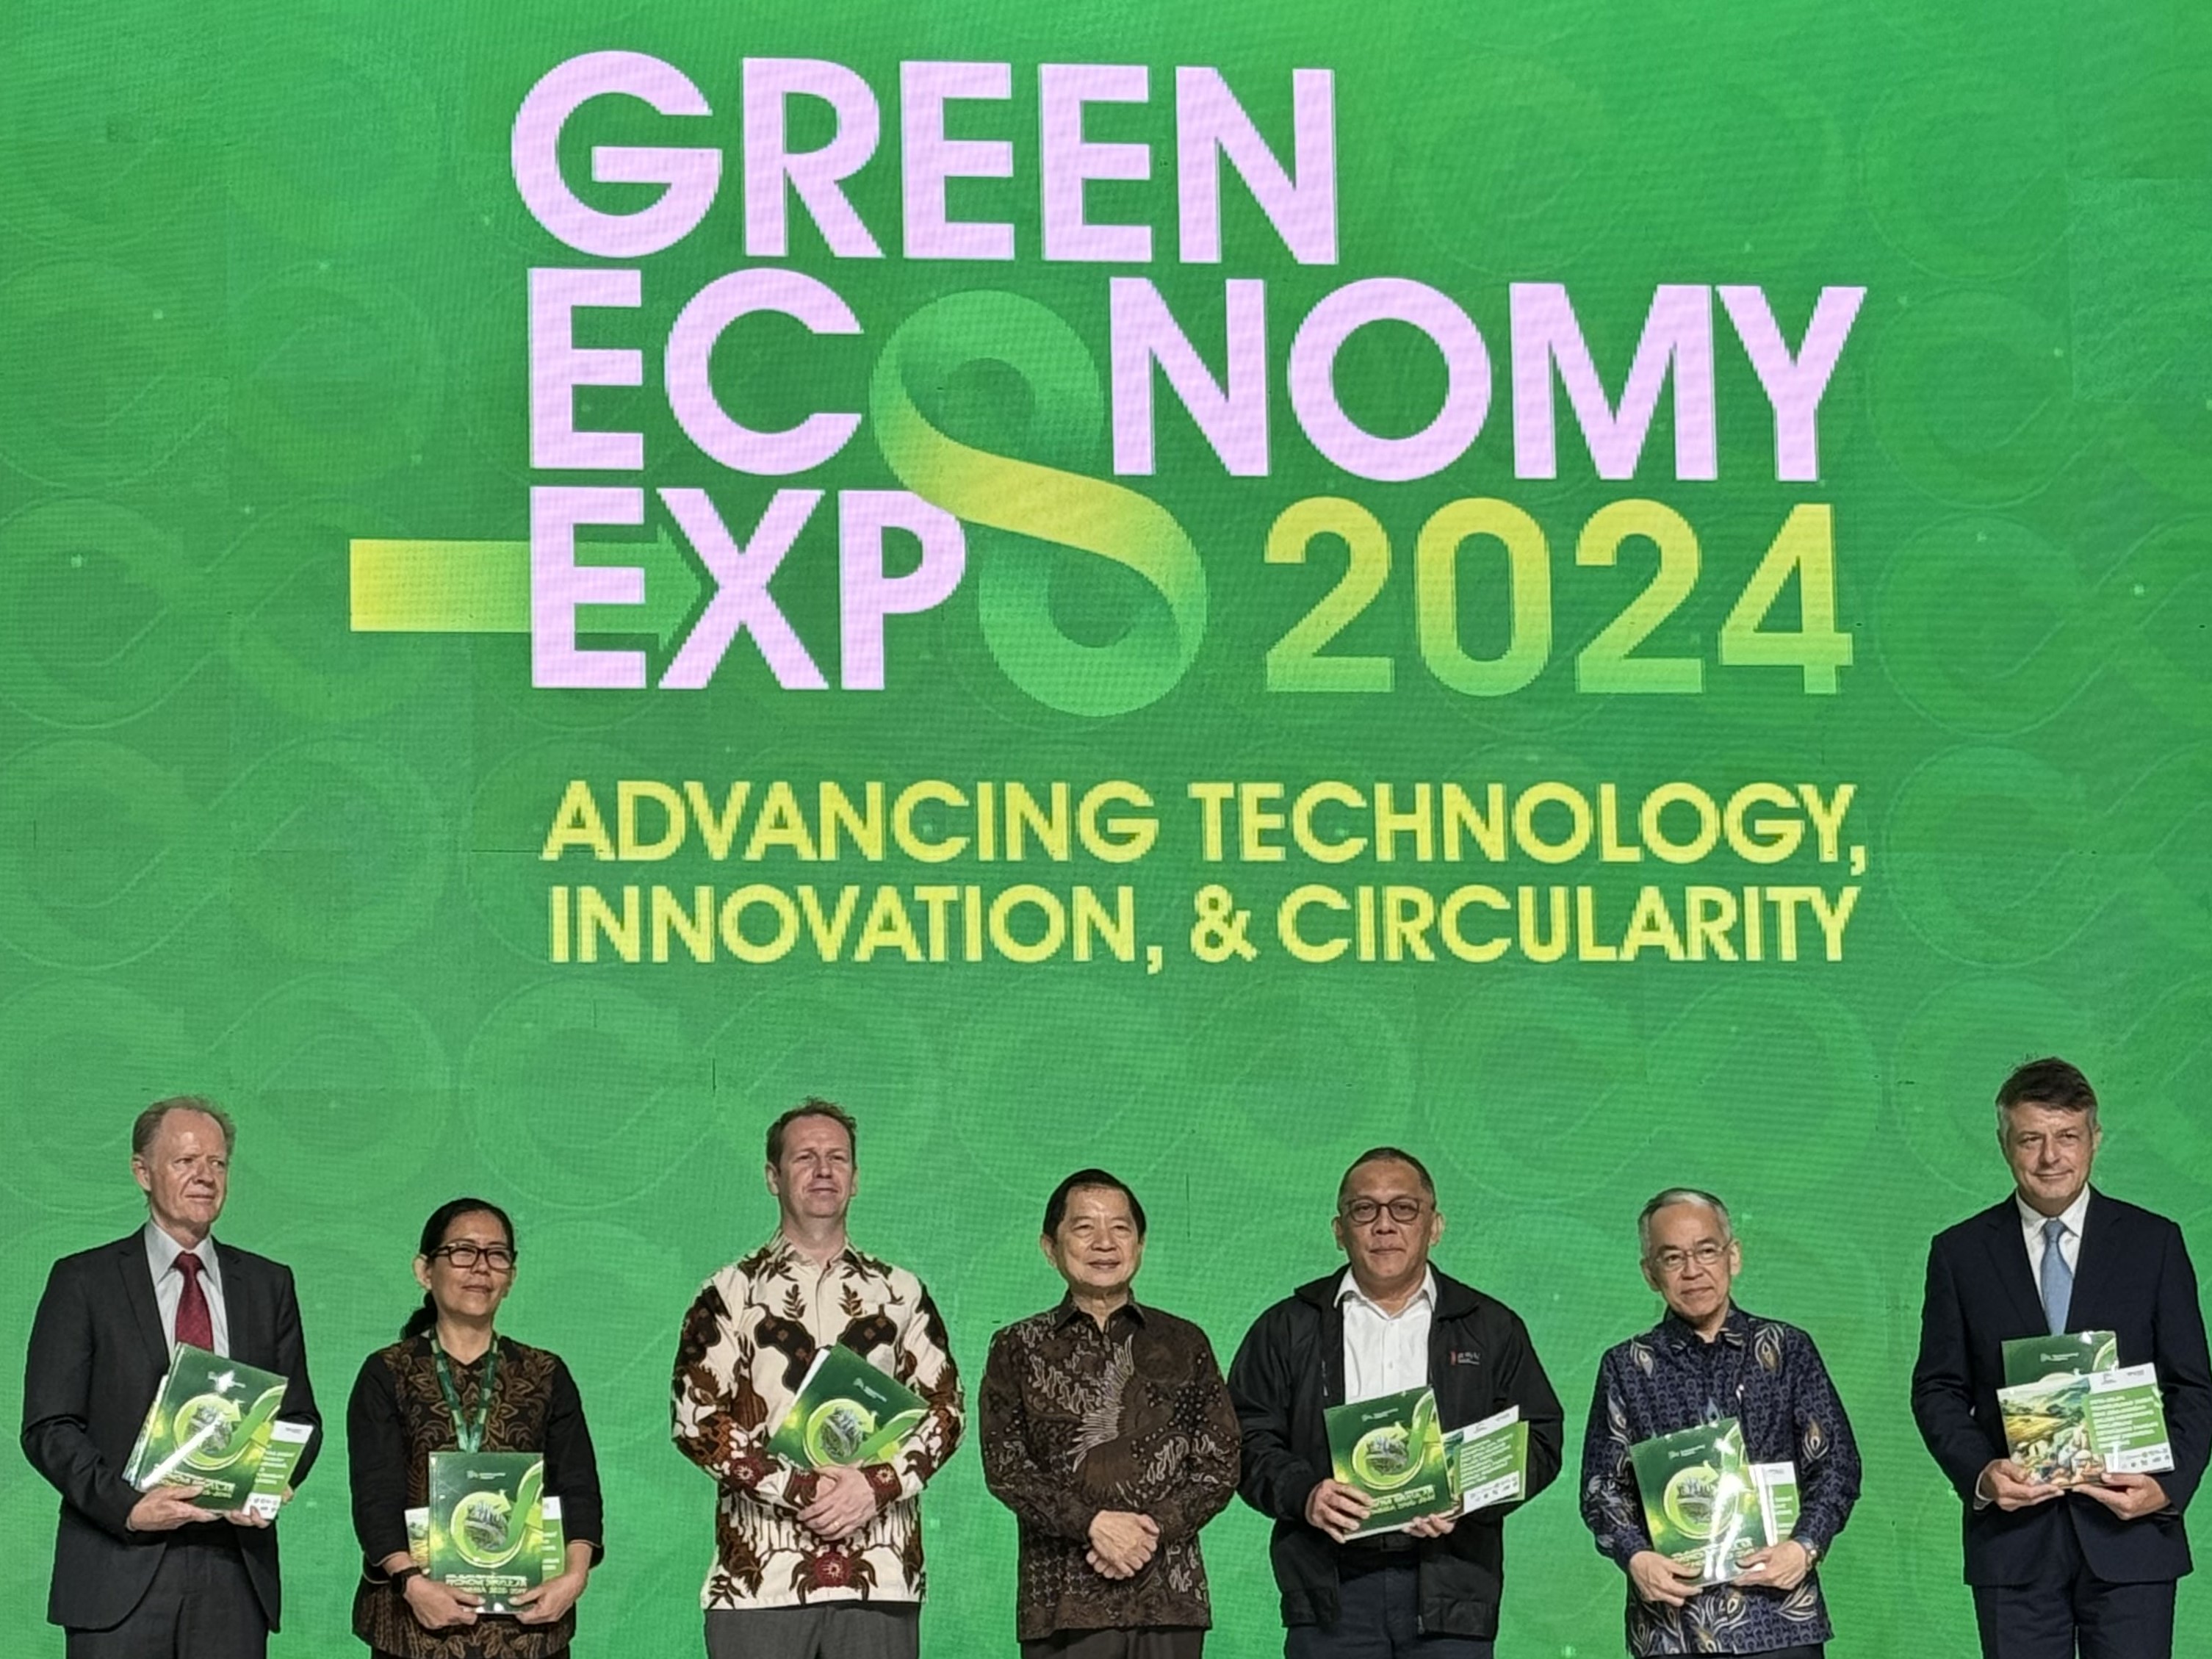 GREEN
ECONOMY
EXPO 2024
ADVANCING TECHNOLOGY,
INNOVATION, & CIRCULARITY